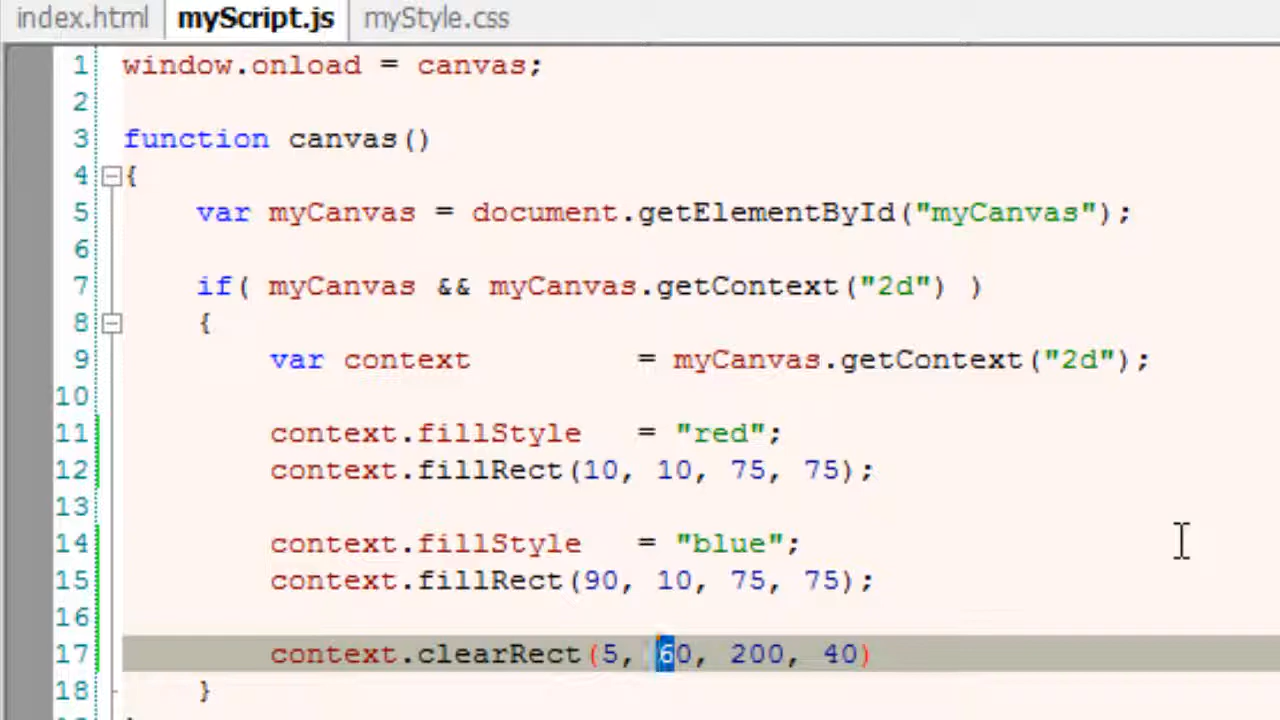 index.html myScript.js myStyle.css
1 window.onload = canvas;
2
3 function canvas()
4 {
5 var myCanvas = document.getElementById("myCanvas");
6
7 if( myCanvas && myCanvas.getContext("2d") )
8 {
9 var context = myCanvas.getContext("2d");
10
11 context.fillStyle = "red";
12 context.fillRect(10, 10, 75, 75);
13
14 context.fillStyle = "blue";
15 context.fillRect(90, 10, 75, 75);
16
17 context.clearRect(5, 60, 200, 40)
18 }